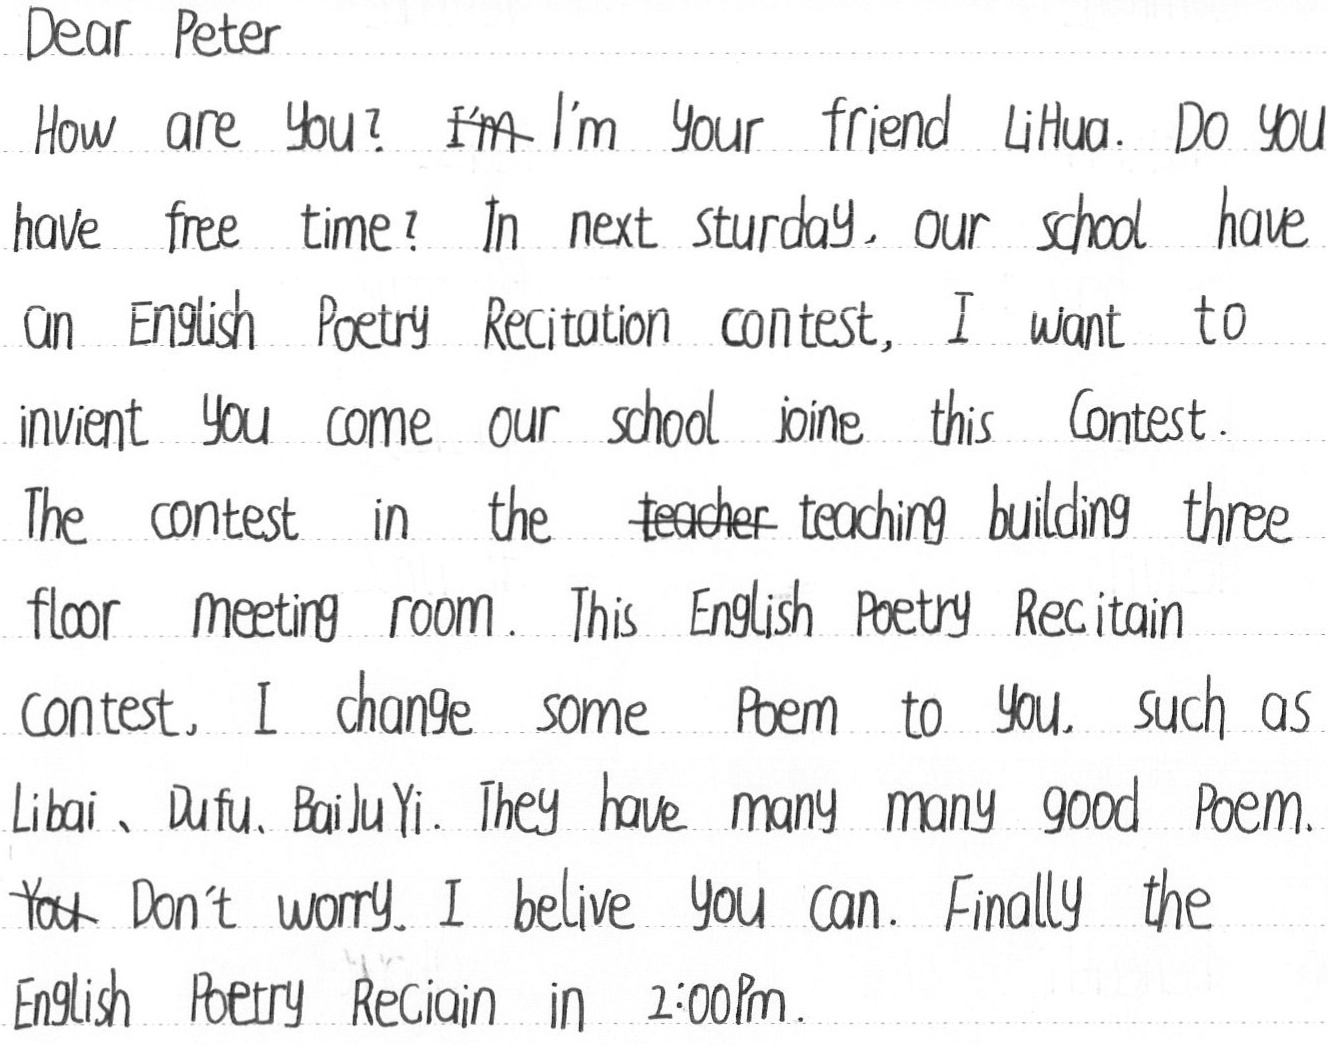 Dear Peter
How are you? I'm I'm your friend LiHua. Do you
have free time? In next sturday, our school have
an English Poetry Recitation contest, I want to
invient you come our school joine this Contest.
The contest in the teacher teaching building three
floor meeting room. This English Poetry Recitain
contest, I change some Poem to you, such as
Libai、Dufu、BaiJuYi. They have many many good Poem.
You Don't worry. I belive you can. Finally the
English Poetry Reciain in 2:00Pm.